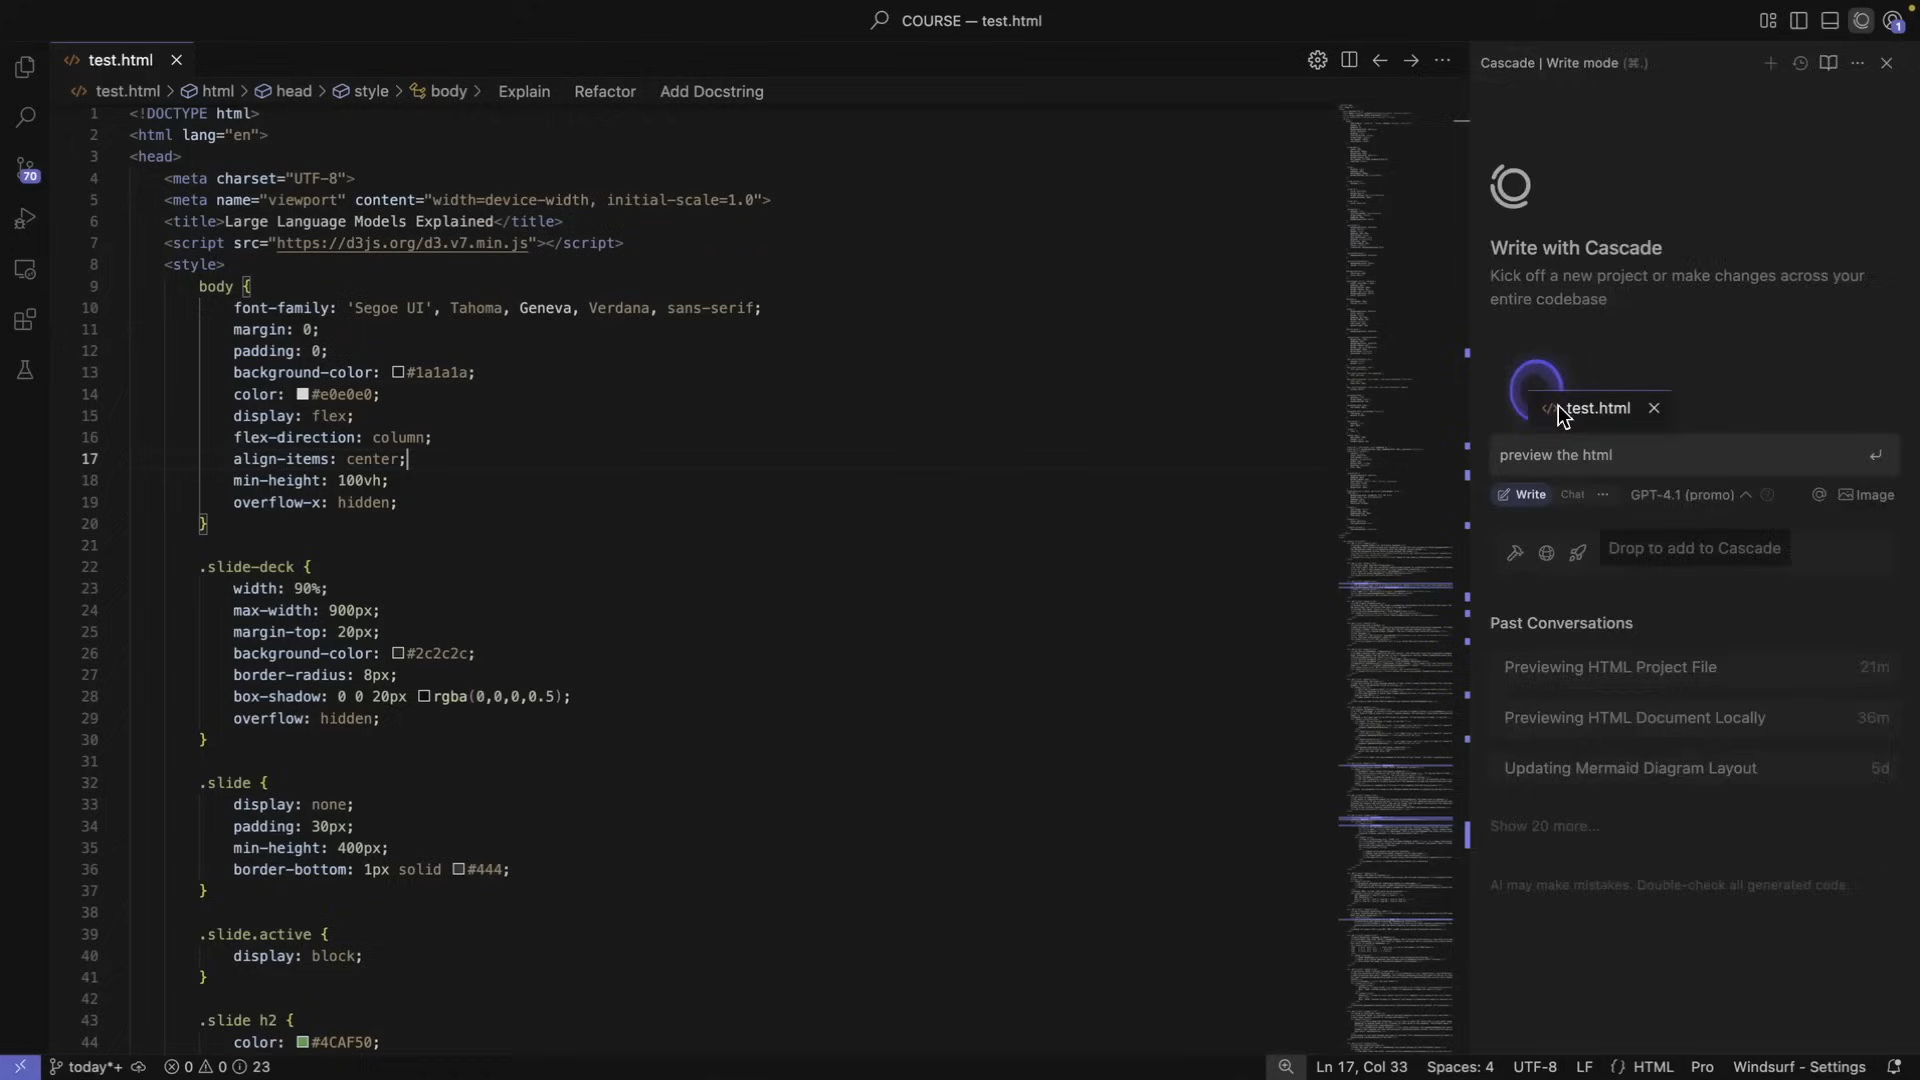 COURSE — test.html
1
test.html
Cascade | Write mode (⌘.)
test.html > html > head > style > body > Explain Refactor Add Docstring
1 <!DOCTYPE html>
2 <html lang="en">
3 <head>
4 <meta charset="UTF-8">
5 <meta name="viewport" content="width=device-width, initial-scale=1.0">
6 <title>Large Language Models Explained</title>
7 <script src="https://d3js.org/d3.v7.min.js"></script>
8 <style>
9 body {
10 font-family: 'Segoe UI', Tahoma, Geneva, Verdana, sans-serif;
11 margin: 0;
12 padding: 0;
13 background-color: #1a1a1a;
14 color: #e0e0e0;
15 display: flex;
16 flex-direction: column;
17 align-items: center;
18 min-height: 100vh;
19 overflow-x: hidden;
20 }
21
22 .slide-deck {
23 width: 90%;
24 max-width: 900px;
25 margin-top: 20px;
26 background-color: #2c2c2c;
27 border-radius: 8px;
28 box-shadow: 0 0 20px rgba(0,0,0,0.5);
29 overflow: hidden;
30 }
31
32 .slide {
33 display: none;
34 padding: 30px;
35 min-height: 400px;
36 border-bottom: 1px solid #444;
37 }
38
39 .slide.active {
40 display: block;
41 }
42
43 .slide h2 {
44 color: #4CAF50;
70
Write with Cascade
Kick off a new project or make changes across your
entire codebase
test.html
preview the html
Write Chat ··· GPT-4.1 (promo) @ Image
Drop to add to Cascade
Past Conversations
Previewing HTML Project File 21m
Previewing HTML Document Locally 36m
Updating Mermaid Diagram Layout 5d
Show 20 more...
AI may make mistakes. Double-check all generated code.
today*+ 0 0 23
Ln 17, Col 33 Spaces: 4 UTF-8 LF {} HTML Pro Windsurf - Settings